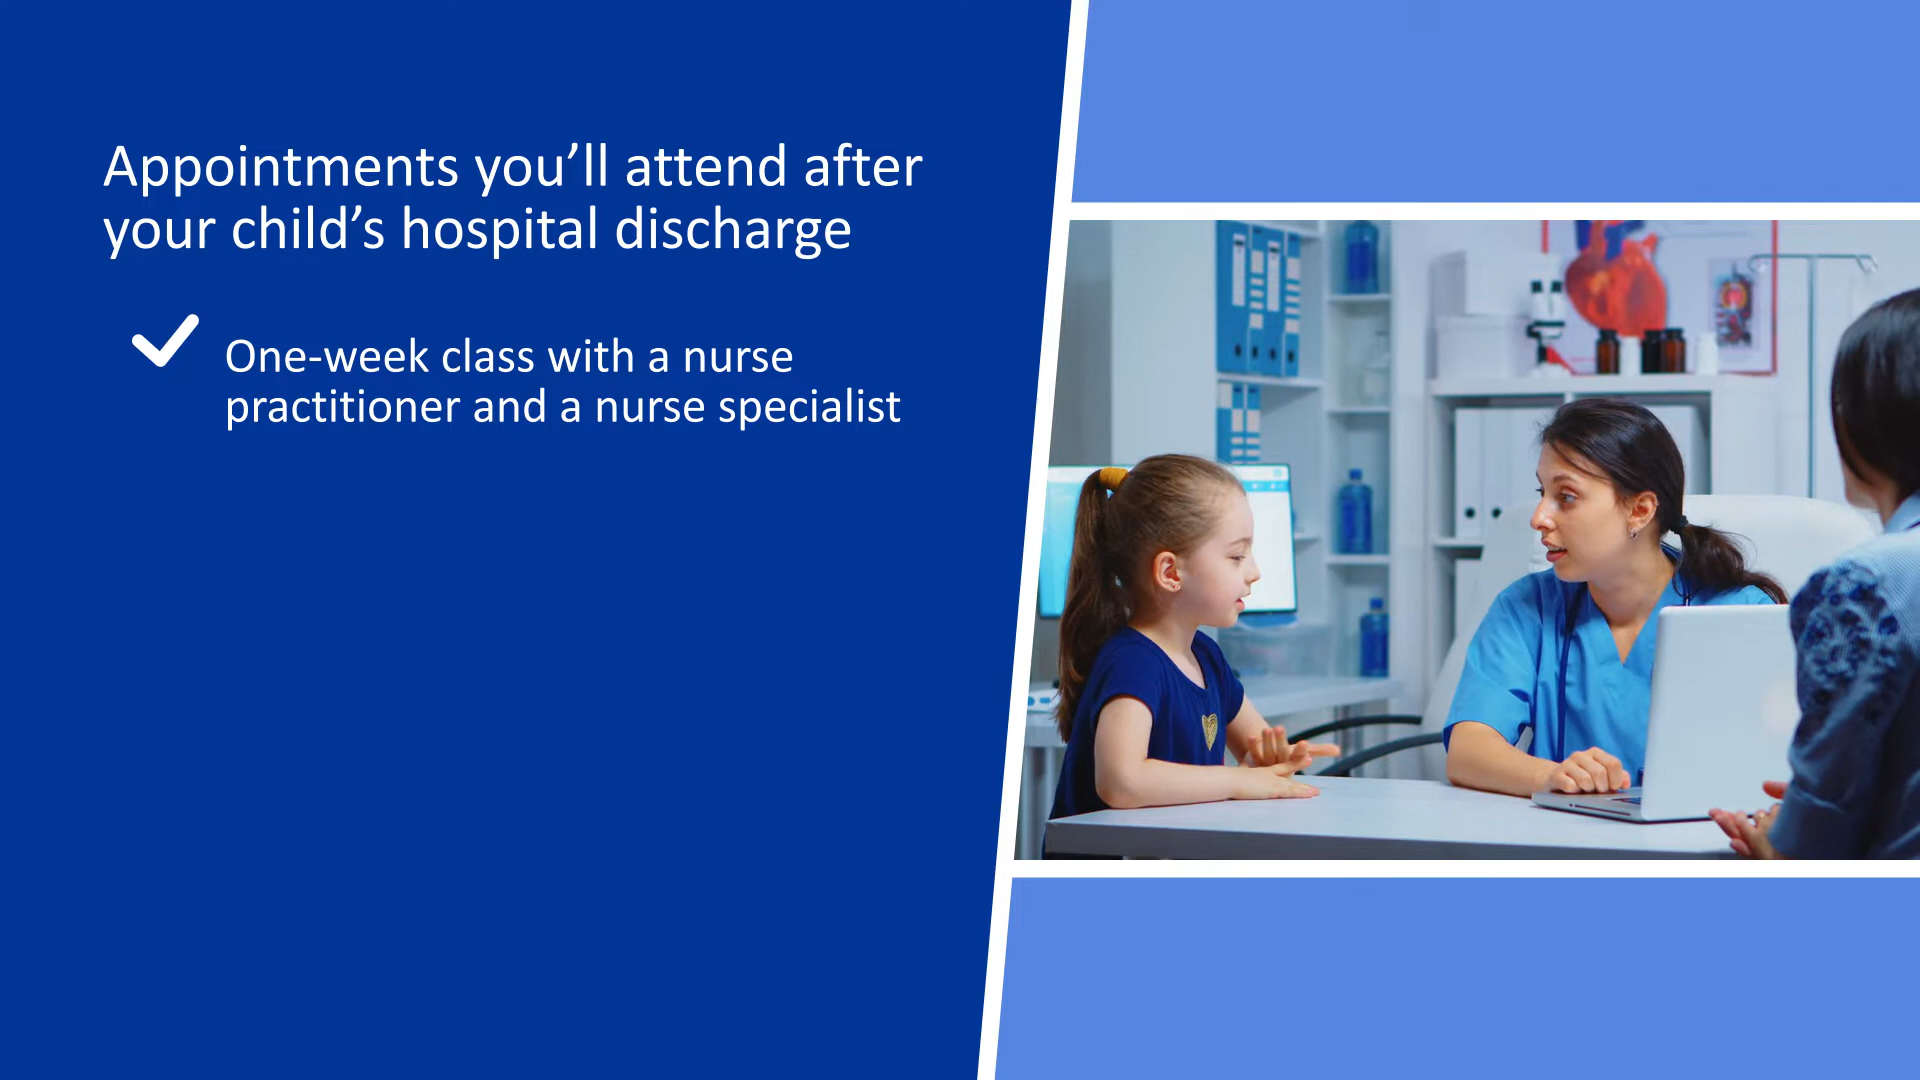 Appointments you’ll attend after
your child’s hospital discharge
One-week class with a nurse
practitioner and a nurse specialist